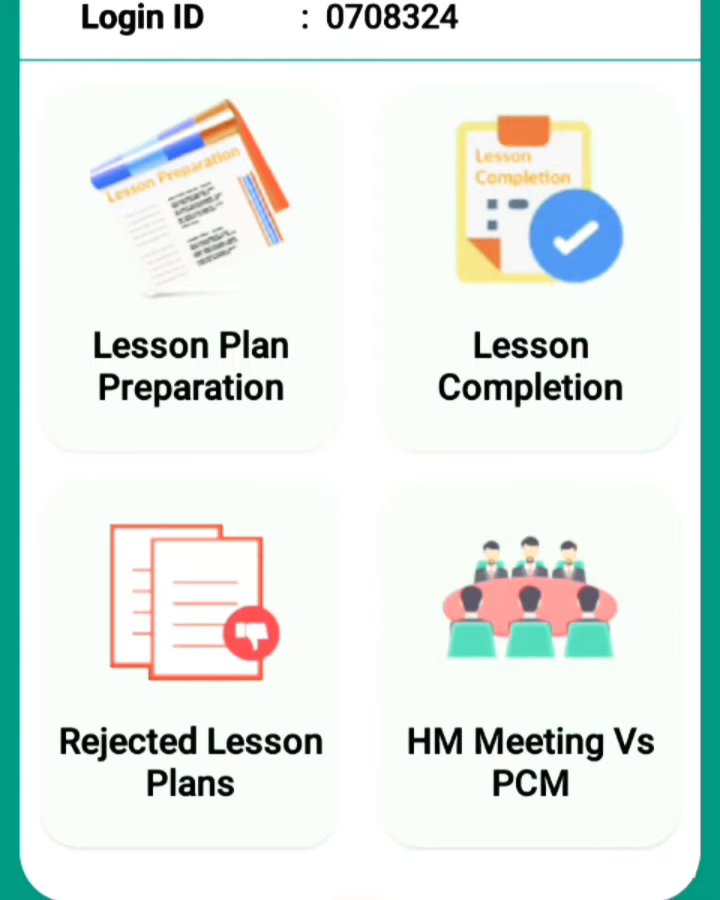 Login ID : 0708324
Lesson Preparation
Lesson
Completion
Lesson Plan
Preparation
Lesson
Completion
Rejected Lesson
Plans
HM Meeting Vs
PCM